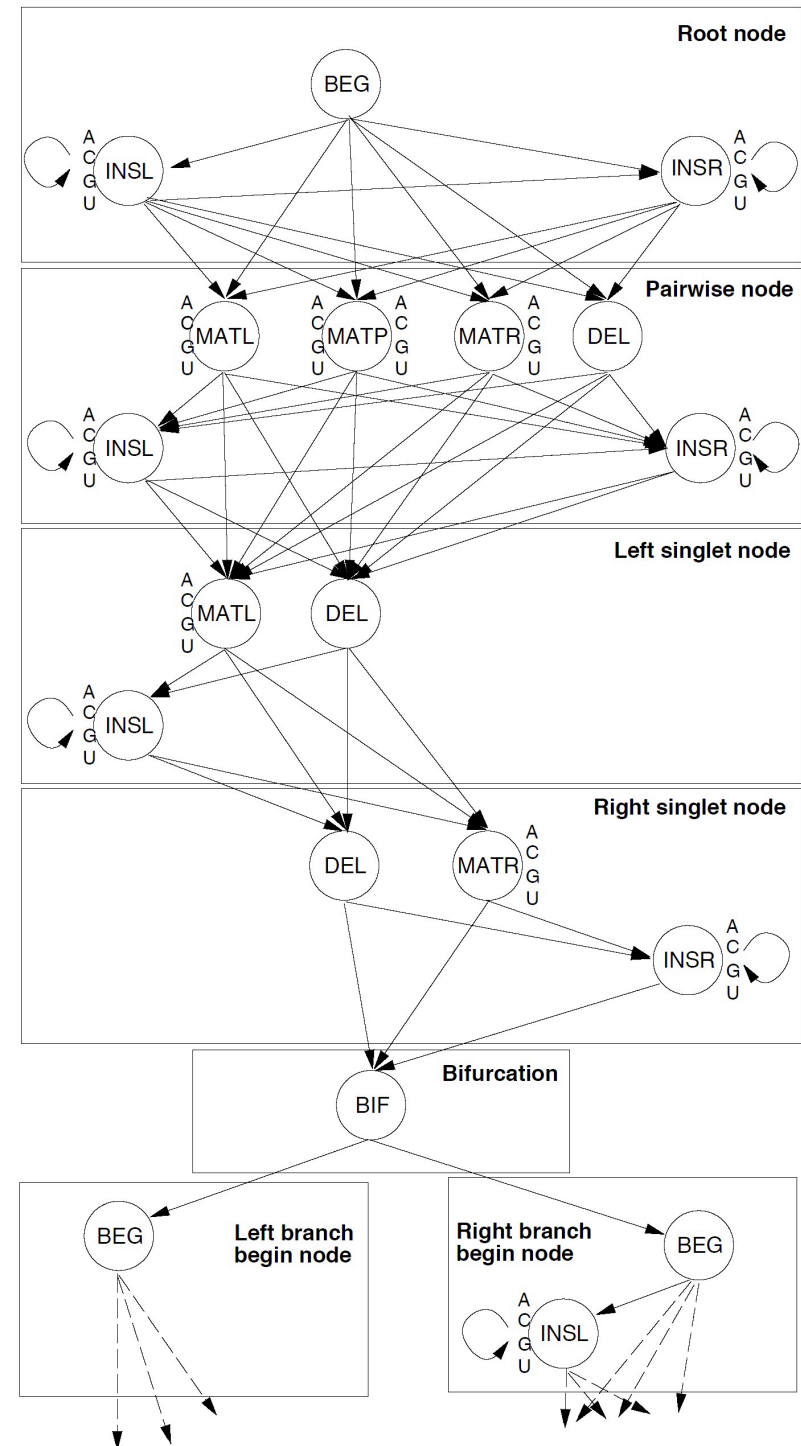 Root node
BEG
A
C
G
U
INSL
INSR
A
C
G
U
Pairwise node
A
C
G
U
MATL
A
C
G
U
MATP
A
C
G
U
MATR
A
C
G
U
DEL
A
C
G
U
INSL
INSR
A
C
G
U
Left singlet node
A
C
G
U
MATL
DEL
A
C
G
U
INSL
Right singlet node
DEL
MATR
A
C
G
U
INSR
A
C
G
U
Bifurcation
BIF
BEG
Left branch
begin node
Right branch
begin node
BEG
A
C
G
U
INSL